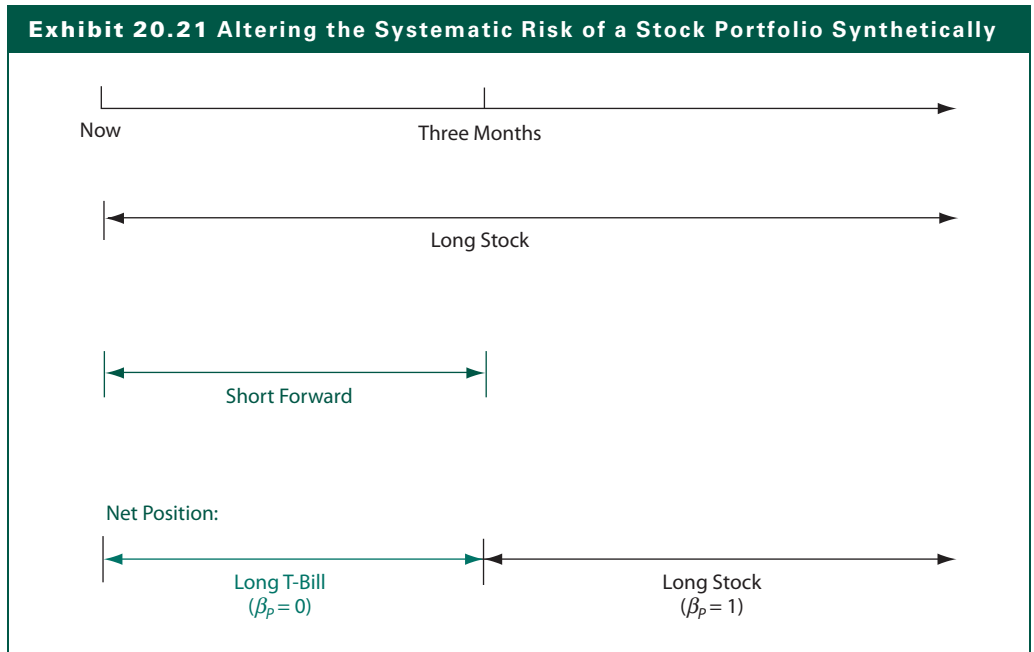 Exhibit 20.21 Altering the Systematic Risk of a Stock Portfolio Synthetically
Now
Three Months
Long Stock
Short Forward
Net Position:
Long T-Bill
(βP = 0)
Long Stock
(βP = 1)